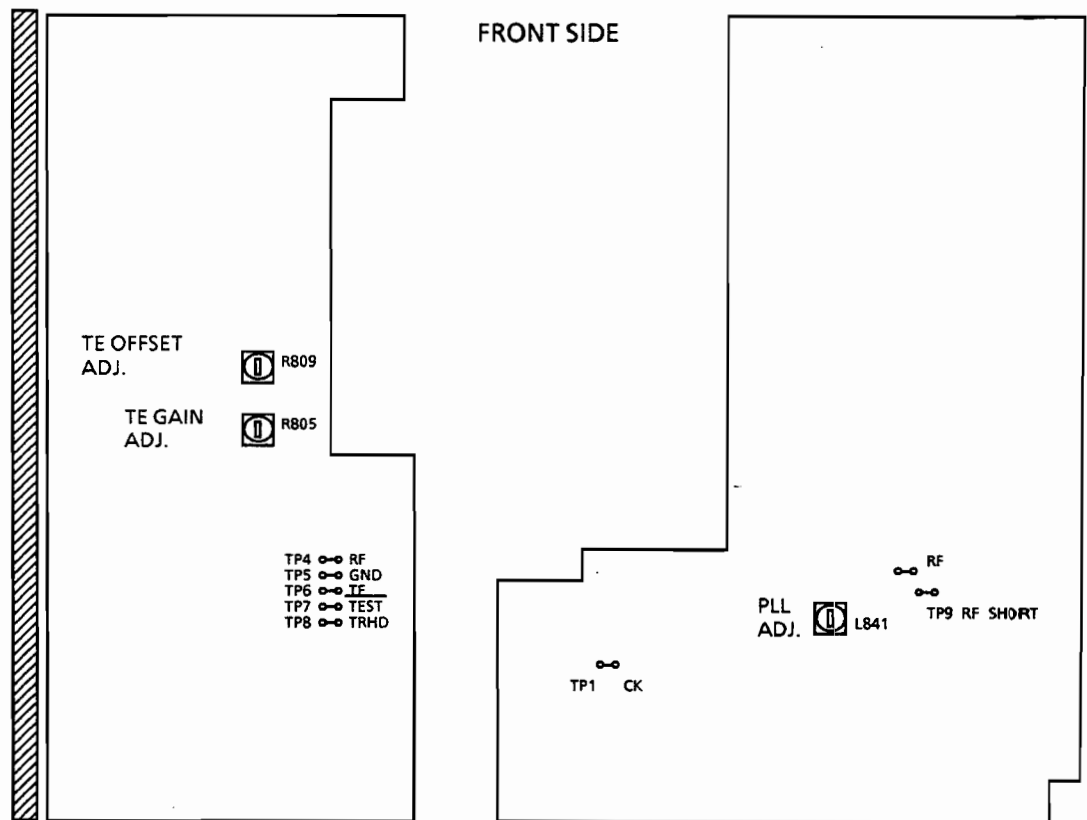 FRONT SIDE
TE OFFSET
ADJ.
R809
TE GAIN
ADJ.
R805
TP4 RF
TP5 GND
TP6 TE
TP7 TEST
TP8 TRHD
RF
TP9 RF SHORT
PLL
ADJ.
L841
TP1 CK